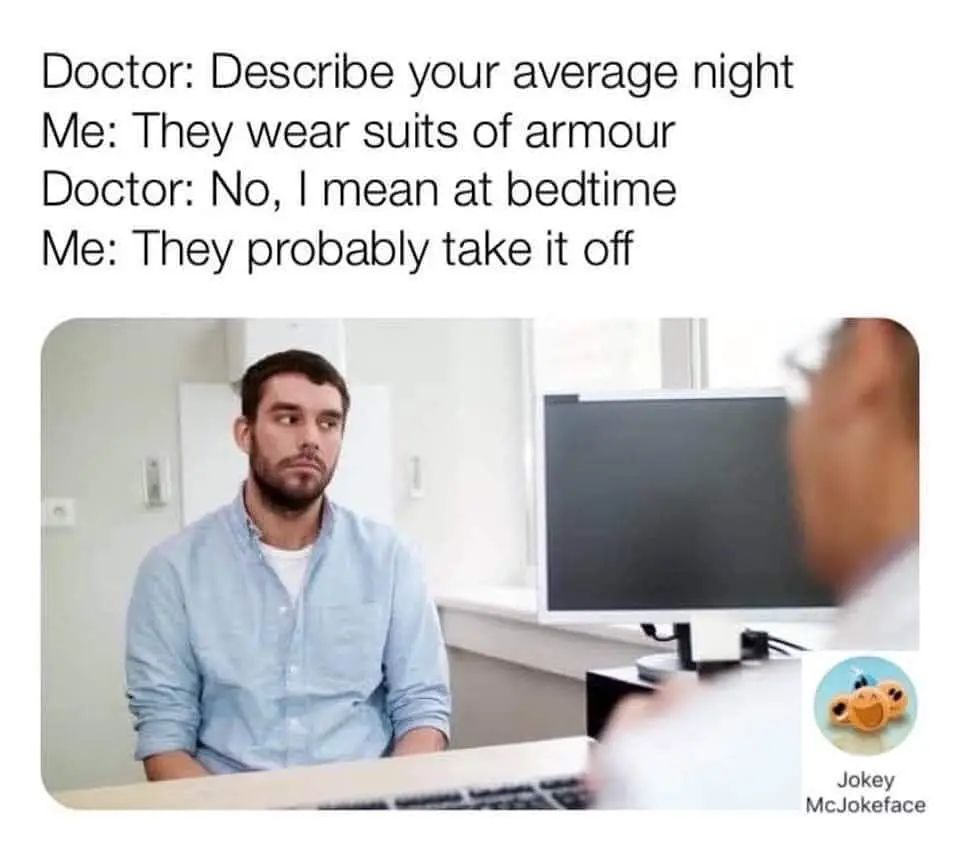 Doctor: Describe your average night
Me: They wear suits of armour
Doctor: No, I mean at bedtime
Me: They probably take it off
Jokey
McJokeface